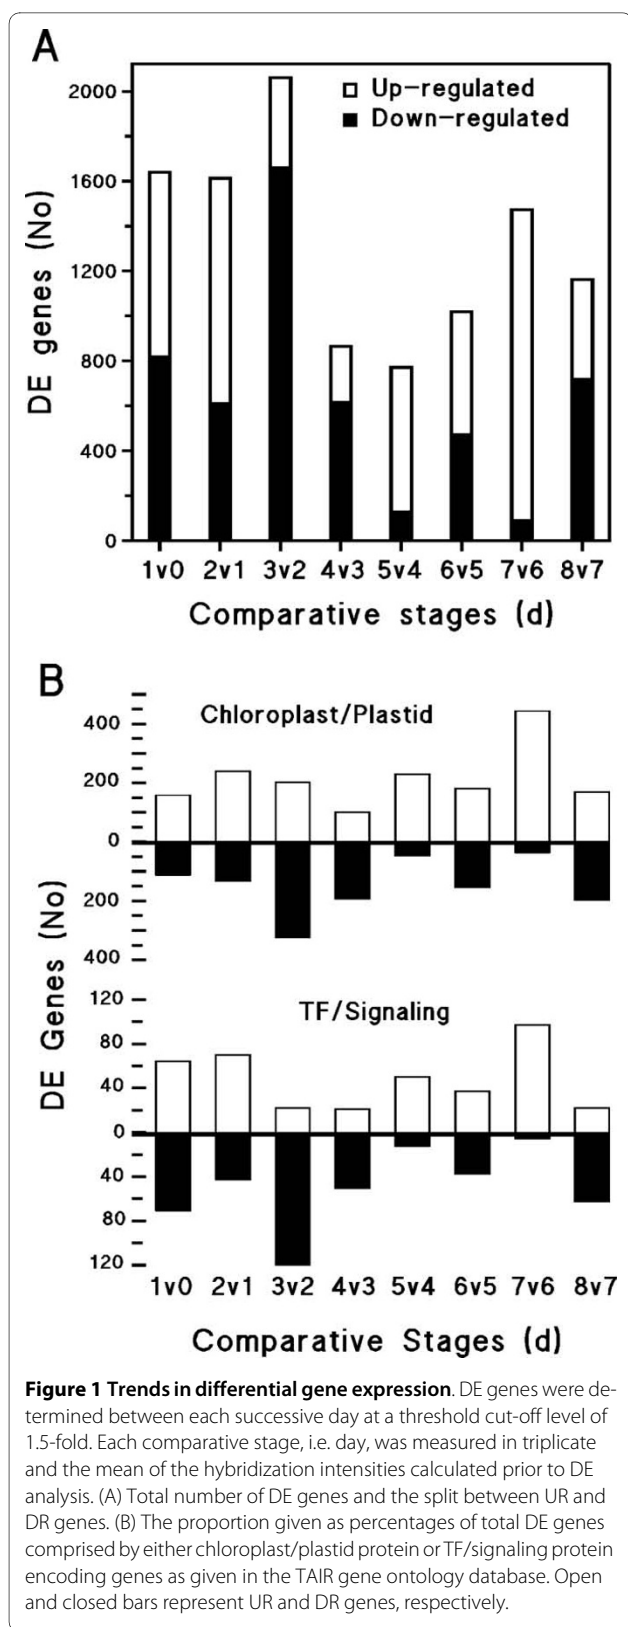 A
Up-regulated
Down-regulated
2000
1600
1200
800
400
0
DE genes (No)
1v0 2v1 3v2 4v3 5v4 6v5 7v6 8v7
Comparative stages (d)
B
Chloroplast/Plastid
400
200
0
200
400
DE Genes (No)
TF/Signaling
120
80
40
0
40
80
120
1v0 2v1 3v2 4v3 5v4 6v5 7v6 8v7
Comparative Stages (d)
Figure 1 Trends in differential gene expression. DE genes were de-
termined between each successive day at a threshold cut-off level of
1.5-fold. Each comparative stage, i.e. day, was measured in triplicate
and the mean of the hybridization intensities calculated prior to DE
analysis. (A) Total number of DE genes and the split between UR and
DR genes. (B) The proportion given as percentages of total DE genes
comprised by either chloroplast/plastid protein or TF/signaling protein
encoding genes as given in the TAIR gene ontology database. Open
and closed bars represent UR and DR genes, respectively.